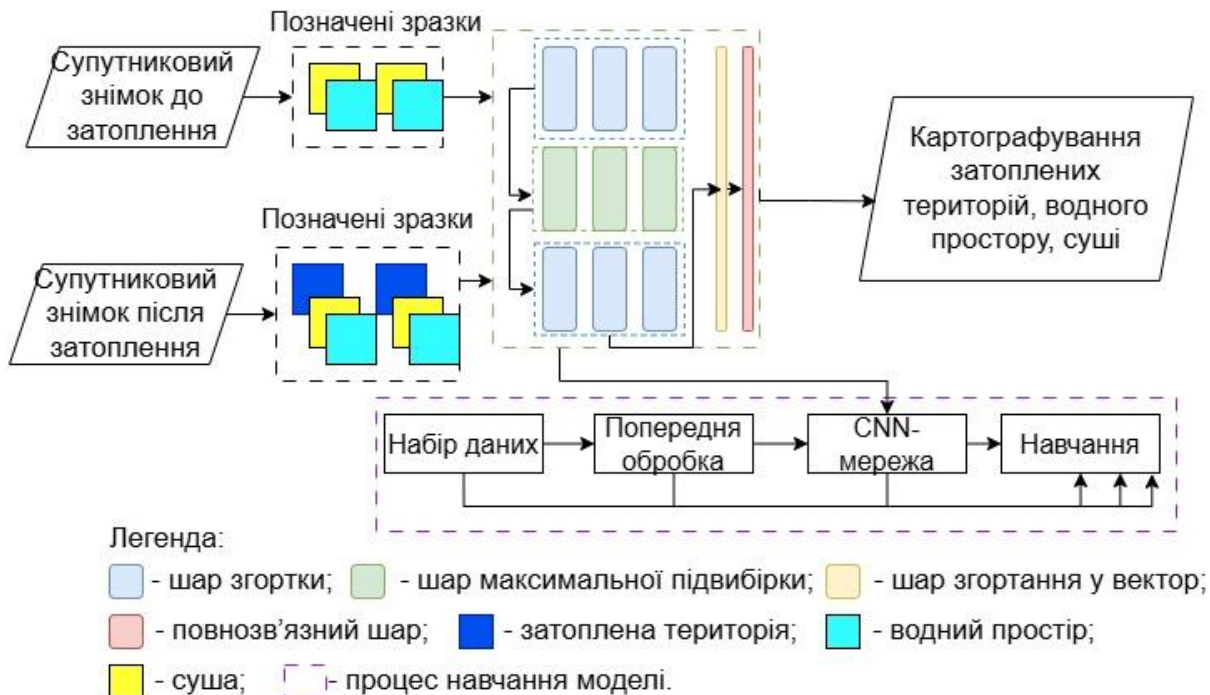 Позначені зразки
Супутниковий
знімок до
затоплення
Картографування
затоплених
територій, водного
простору, суші
Позначені зразки
Супутниковий
знімок після
затоплення
Набір даних
Попередня
обробка
CNN-
мережа
Навчання
Легенда:
- шар згортки; - шар максимальної підвибірки; - шар згортання у вектор;
- повнозв'язний шар; - затоплена територія; - водний простір;
- суша; - процес навчання моделі.